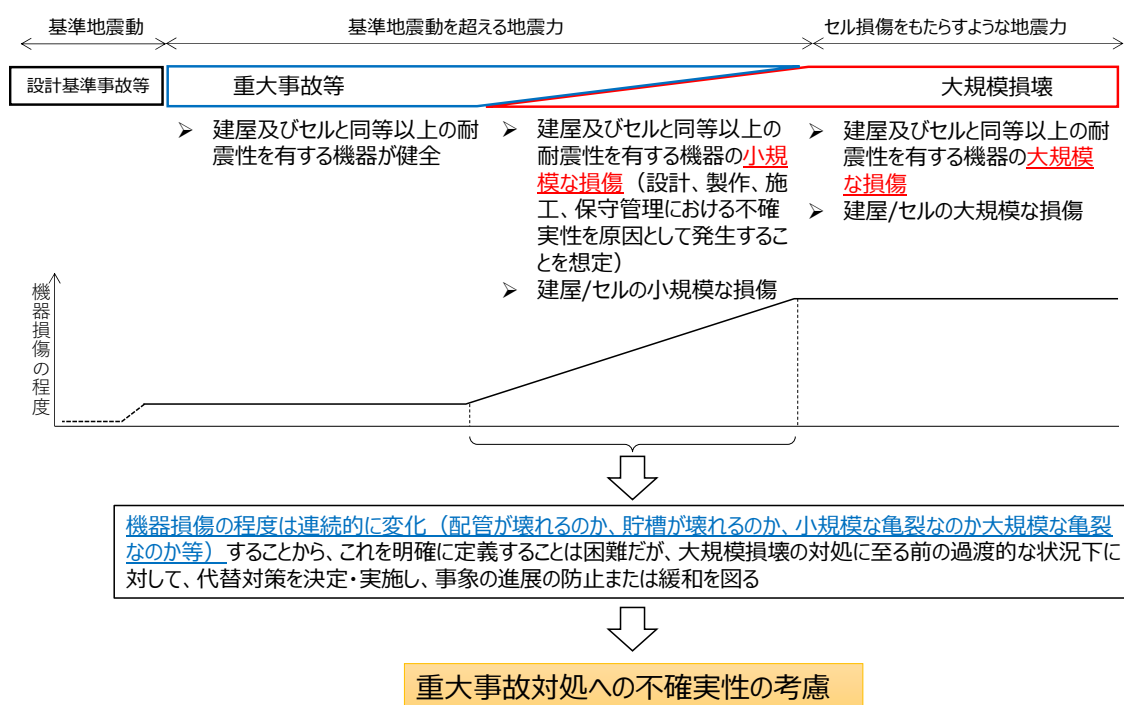 基準地震動
基準地震動を超える地震力
セル損傷をもたらすような地震力
設計基準事故等
重大事故等
大規模損壊
➢ 建屋及びセルと同等以上の耐
震性を有する機器が健全
➢ 建屋及びセルと同等以上の
耐震性を有する機器の小規
模な損傷（設計、製作、施
工、保守管理における不確
実性を原因として発生するこ
とを想定）
➢ 建屋/セルの小規模な損傷
➢ 建屋及びセルと同等以上の耐
震性を有する機器の大規模
な損傷
➢ 建屋/セルの大規模な損傷
機器損傷の程度
機器損傷の程度は連続的に変化（配管が壊れるのか、貯槽が壊れるのか、小規模な亀裂なのか大規模な亀裂
なのか等）することから、これを明確に定義することは困難だが、大規模損壊の対処に至る前の過渡的な状況下に
対して、代替対策を決定・実施し、事象の進展の防止または緩和を図る
重大事故対処への不確実性の考慮